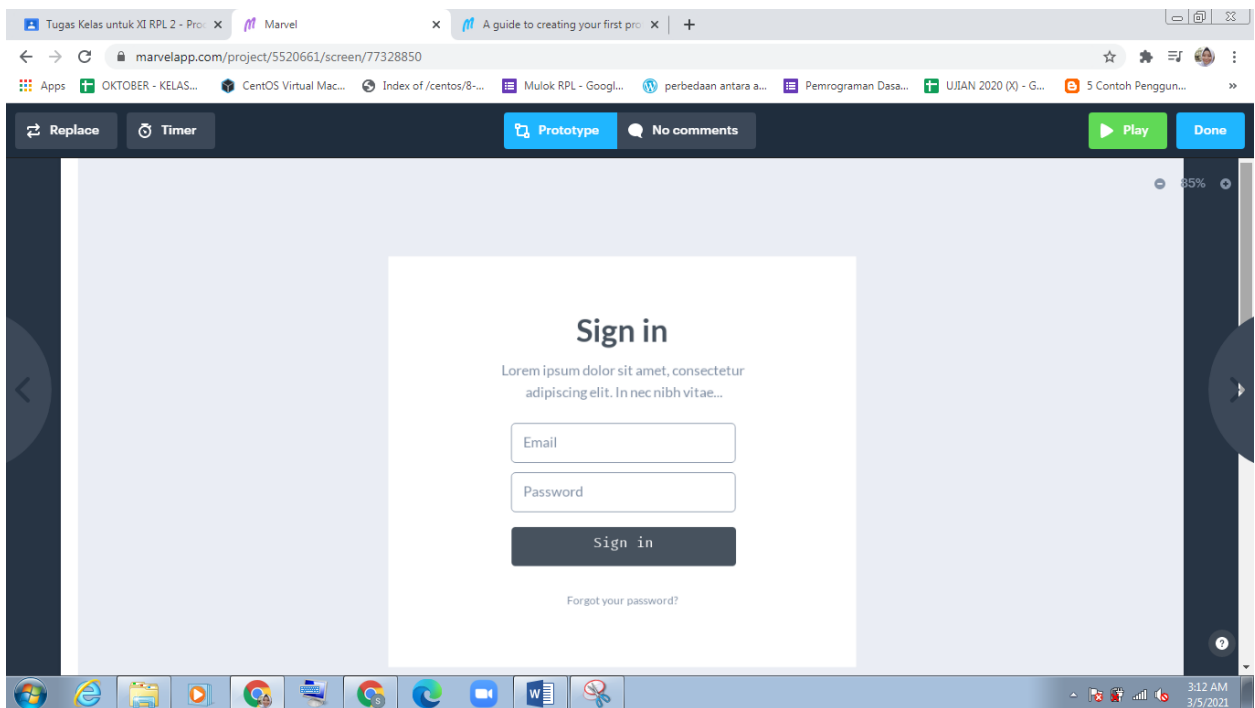 Tugas Kelas untuk XI RPL 2 - Pro
Marvel
A guide to creating your first pro
marvelapp.com/project/5520661/screen/77328850
Apps
OKTOBER - KELAS...
CentOS Virtual Mac...
Index of /centos/8-...
Mulok RPL - Googl...
perbedaan antara a...
Pemrograman Dasa...
UJIAN 2020 (X) - G...
5 Contoh Penggun...
Replace
Timer
Prototype
No comments
Play
Done
85%
Sign in
Lorem ipsum dolor sit amet, consectetur
adipiscing elit. In nec nibh vitae...
Email
Password
Sign in
Forgot your password?
3:12 AM
3/5/2021